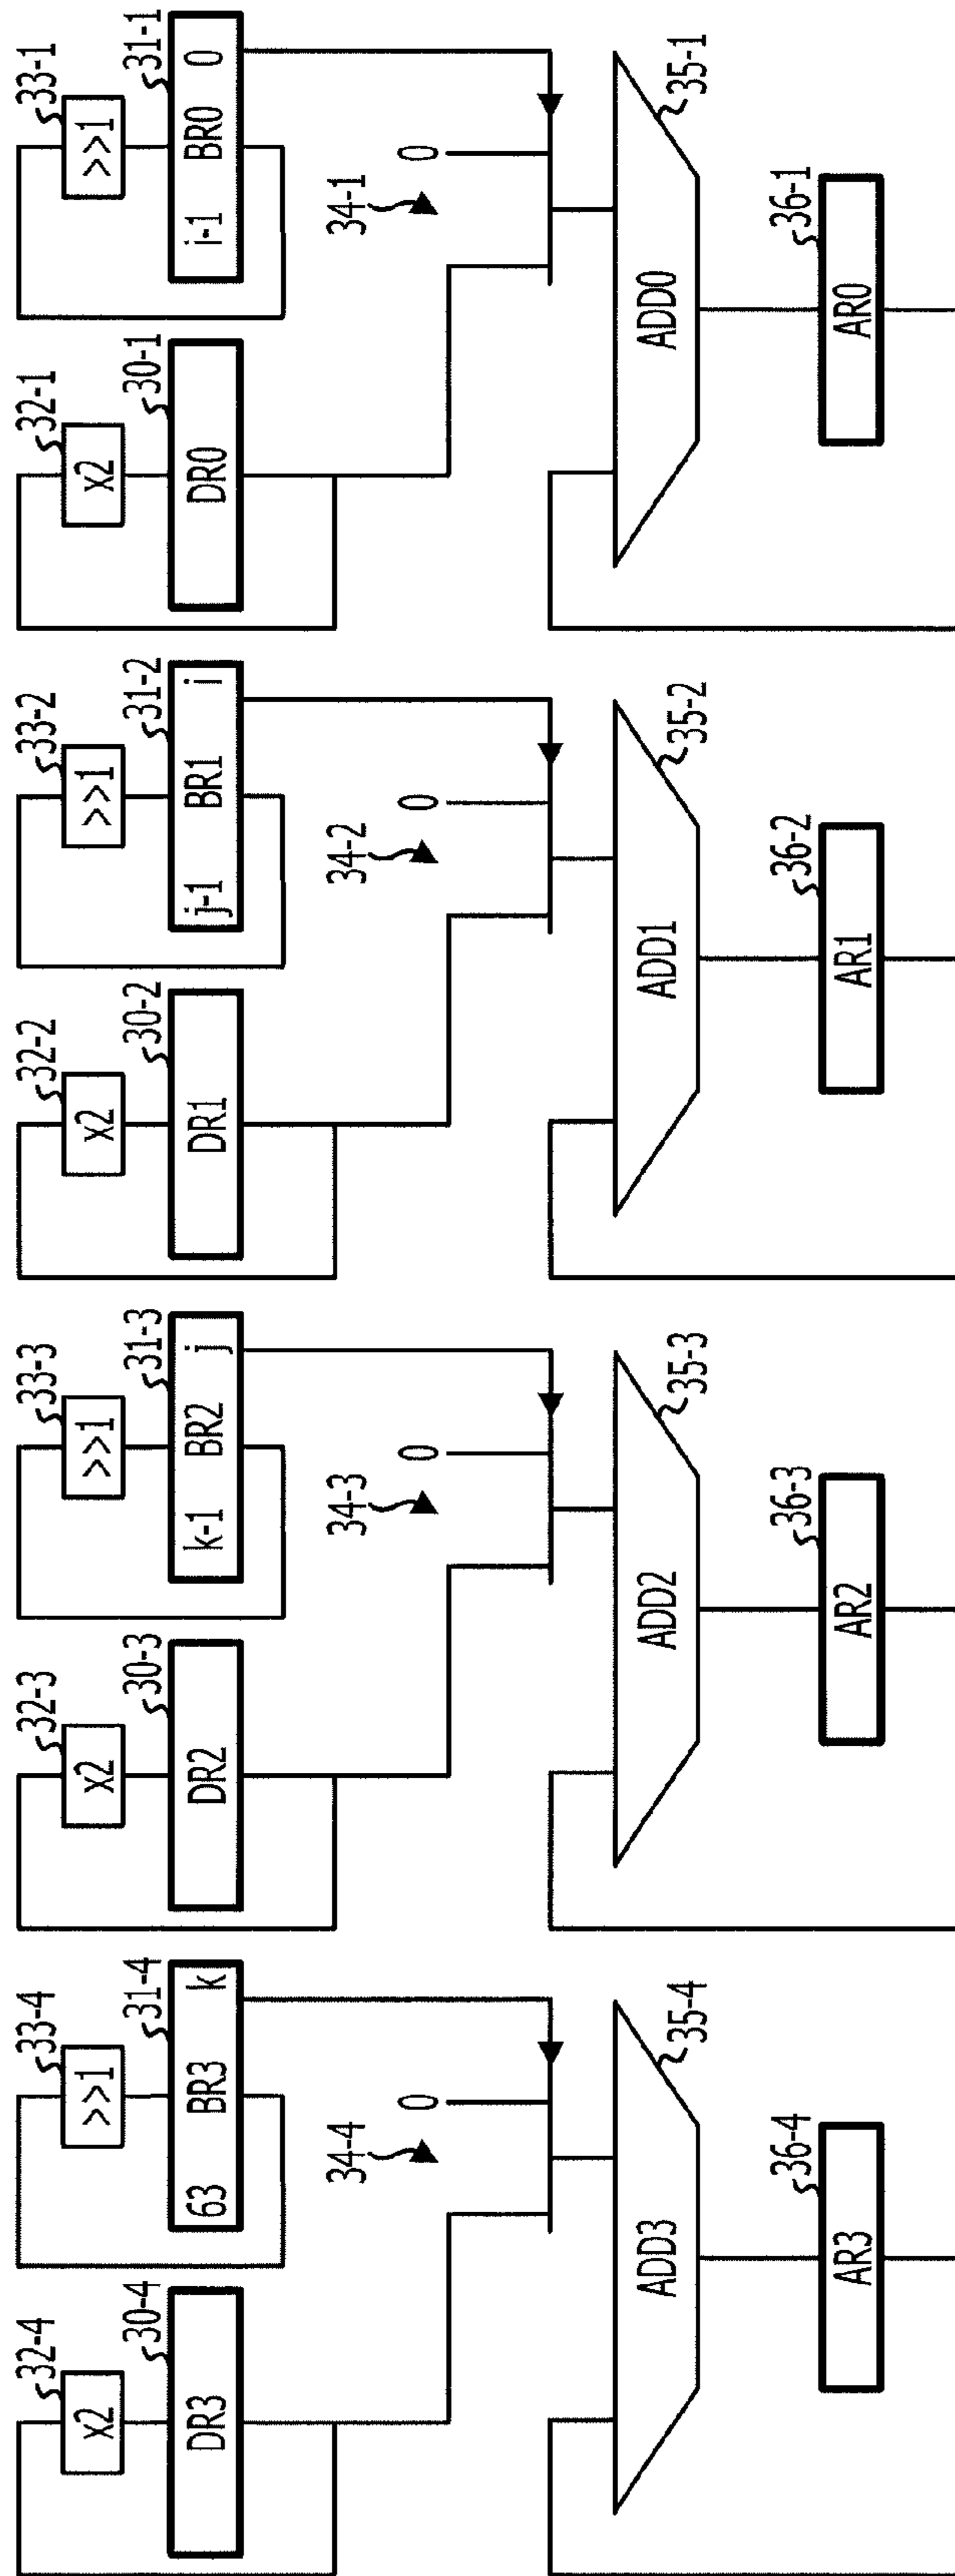 32-4
x2
30-4
DR3
33-4
>>1
31-4
63 BR3 k
34-4
0
ADD3
35-4
36-4
AR3
32-3
x2
30-3
DR2
33-3
>>1
31-3
k-1 BR2 j
34-3
0
ADD2
35-3
36-3
AR2
32-2
x2
30-2
DR1
33-2
>>1
31-2
j-1 BR1 i
34-2
0
ADD1
35-2
36-2
AR1
32-1
x2
30-1
DR0
33-1
>>1
31-1
i-1 BR0 0
34-1
0
ADD0
35-1
36-1
AR0